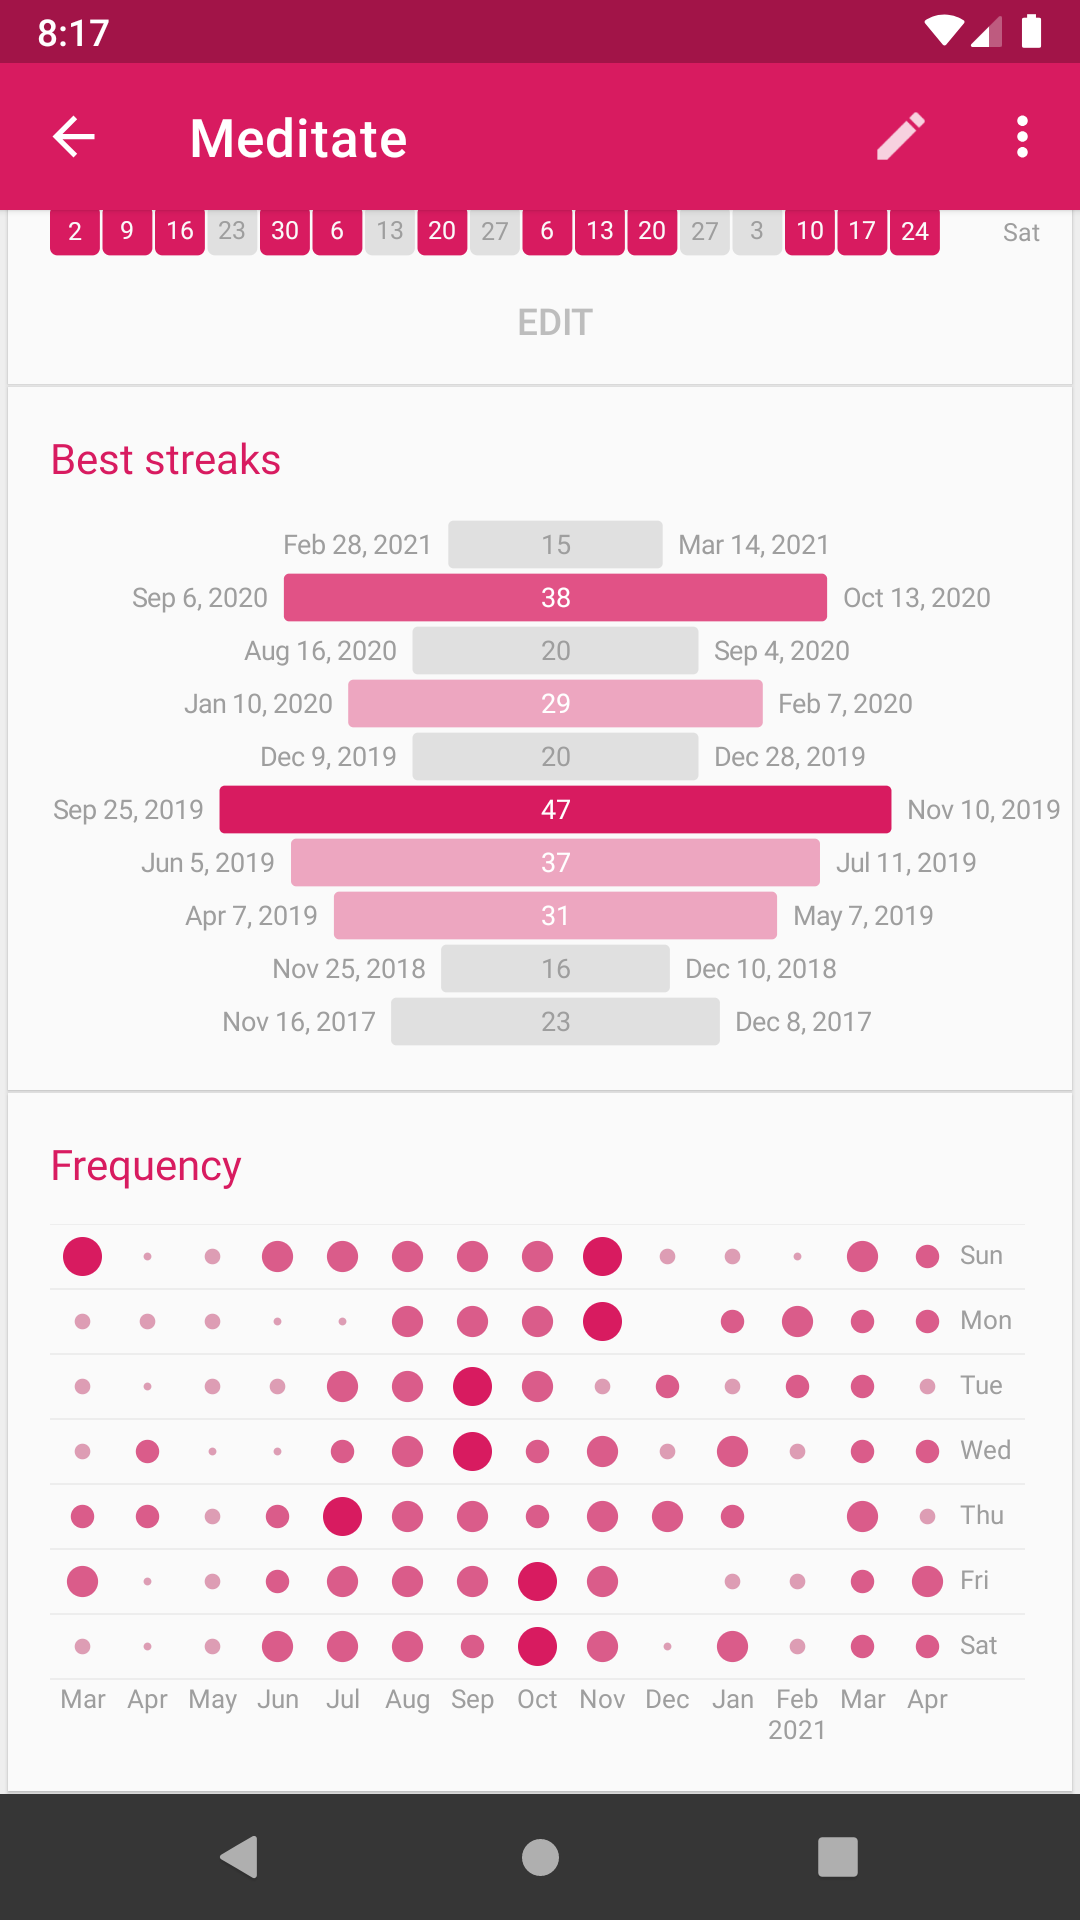 8:17
Meditate
2 9 16 23 30 6 13 20 27 6 13 20 27 3 10 17 24 Sat
EDIT
Best streaks
Feb 28, 2021 15 Mar 14, 2021
Sep 6, 2020 38 Oct 13, 2020
Aug 16, 2020 20 Sep 4, 2020
Jan 10, 2020 29 Feb 7, 2020
Dec 9, 2019 20 Dec 28, 2019
Sep 25, 2019 47 Nov 10, 2019
Jun 5, 2019 37 Jul 11, 2019
Apr 7, 2019 31 May 7, 2019
Nov 25, 2018 16 Dec 10, 2018
Nov 16, 2017 23 Dec 8, 2017
Frequency
Sun
Mon
Tue
Wed
Thu
Fri
Sat
Mar Apr May Jun Jul Aug Sep Oct Nov Dec Jan Feb Mar Apr
2021